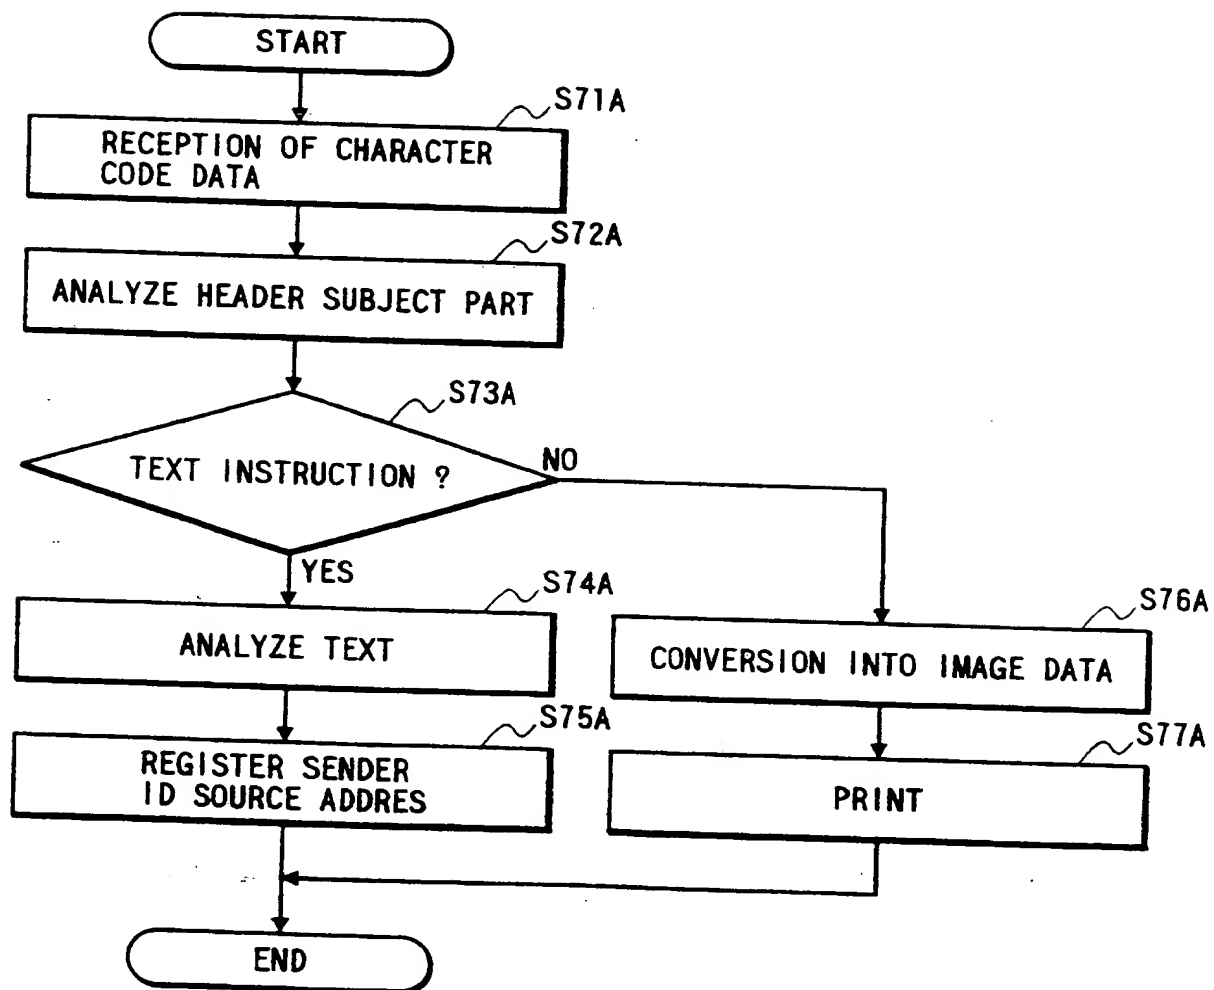 START
S71A
RECEPTION OF CHARACTER
CODE DATA
S72A
ANALYZE HEADER SUBJECT PART
S73A
TEXT INSTRUCTION ?
NO
YES
S74A
ANALYZE TEXT
S76A
CONVERSION INTO IMAGE DATA
S75A
REGISTER SENDER
ID SOURCE ADDRES
S77A
PRINT
END